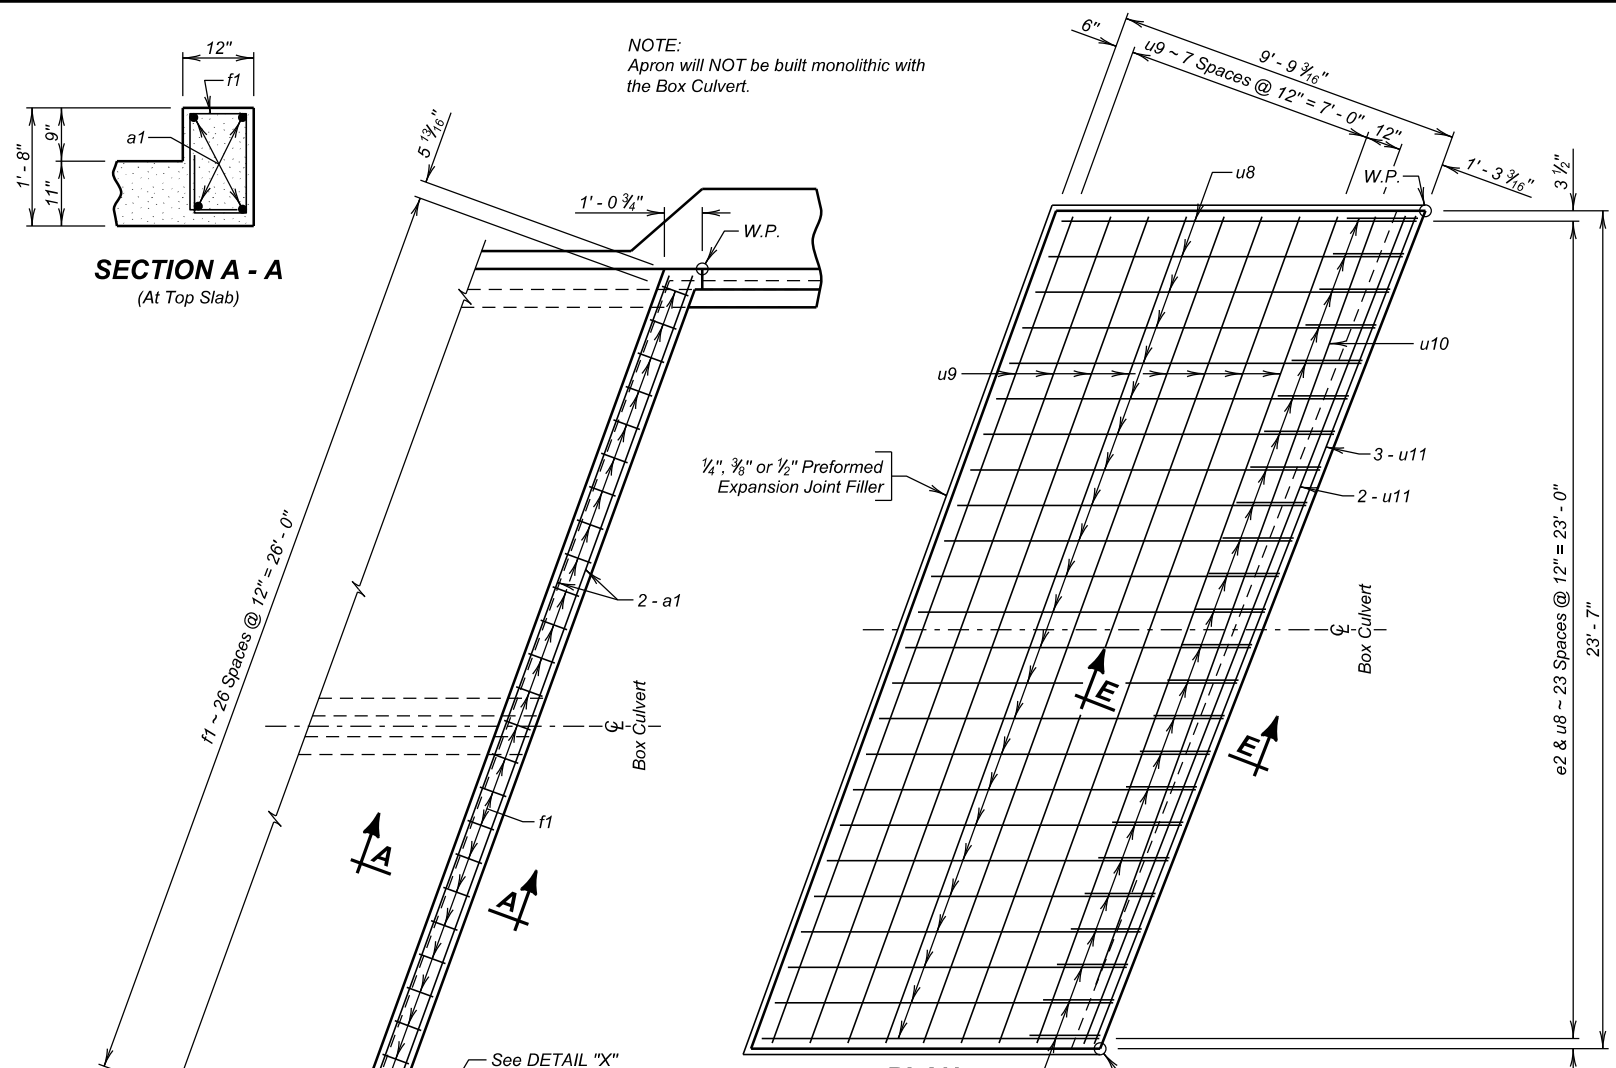 12"
f1
a1
9"
11"
1' - 8"
SECTION A - A
(At Top Slab)
NOTE:
Apron will NOT be built monolithic with
the Box Culvert.
5 13/16"
1' - 0 3/4"
W.P.
f1 ~ 26 Spaces @ 12" = 26' - 0"
2 - a1
℄
Box Culvert
f1
A
A
See DETAIL "X"
6"
9' - 9 3/16"
u9 ~ 7 Spaces @ 12" = 7' - 0"
12"
1' - 3 3/16"
3 1/2"
W.P.
u8
u10
u9
1/4", 3/8" or 1/2" Preformed
Expansion Joint Filler
3 - u11
2 - u11
℄
Box Culvert
E
E
e2 & u8 ~ 23 Spaces @ 12" = 23' - 0"
23' - 7"